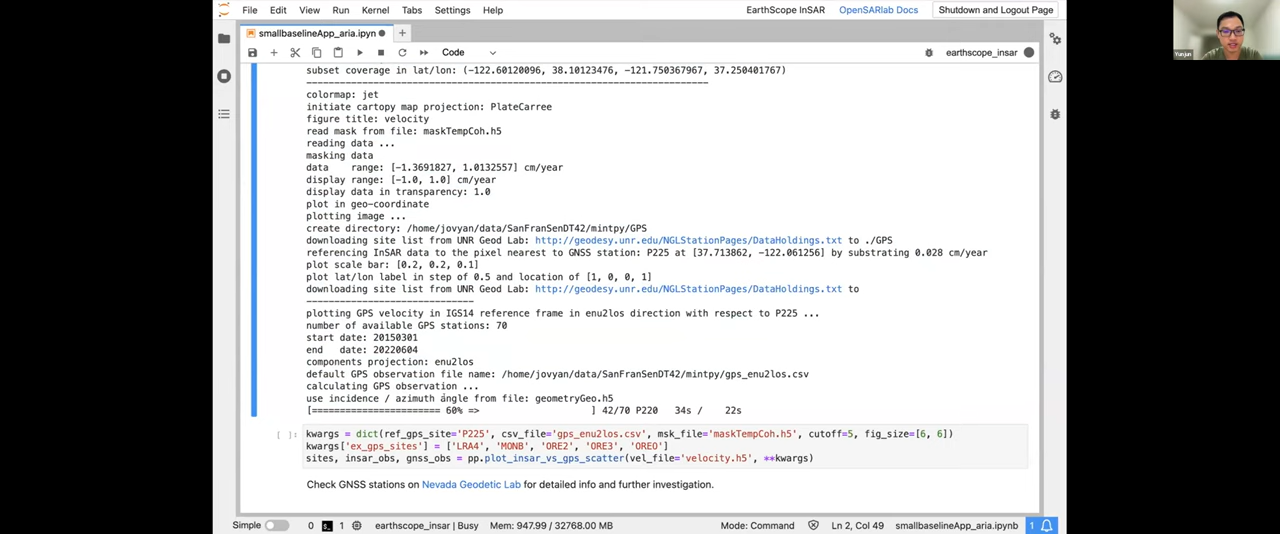 File Edit View Run Kernel Tabs Settings Help EarthScope InSAR OpenSARlab Docs Shutdown and Logout Page
smallbaselineApp_aria.ipyn
Code earthscope_insar
Yunjun
subset coverage in lat/lon: (-122.60120096, 38.10123476, -121.750367967, 37.250401767)
--------------------------------------------------------------------
colormap: jet
initiate cartopy map projection: PlateCarree
figure title: velocity
read mask from file: maskTempCoh.h5
reading data ...
masking data
data range: [-1.3691827, 1.0132557] cm/year
display range: [-1.0, 1.0] cm/year
display data in transparency: 1.0
plot in geo-coordinate
plotting image ...
create directory: /home/jovyan/data/SanFranSenDT42/mintpy/GPS
downloading site list from UNR Geod Lab: http://geodesy.unr.edu/NGLStationPages/DataHoldings.txt to ./GPS
referencing InSAR data to the pixel nearest to GNSS station: P225 at [37.713862, -122.061256] by substrating 0.028 cm/year
plot scale bar: [0.2, 0.2, 0.1]
plot lat/lon label in step of 0.5 and location of [1, 0, 0, 1]
downloading site list from UNR Geod Lab: http://geodesy.unr.edu/NGLStationPages/DataHoldings.txt to
------------------------------
plotting GPS velocity in IGS14 reference frame in enu2los direction with respect to P225 ...
number of available GPS stations: 70
start date: 20150301
end date: 20220604
components projection: enu2los
default GPS observation file name: /home/jovyan/data/SanFranSenDT42/mintpy/gps_enu2los.csv
calculating GPS observation ...
use incidence / azimuth angle from file: geometryGeo.h5
[======================= 60% => ] 42/70 P220 34s / 22s
[ ]: kwargs = dict(ref_gps_site='P225', csv_file='gps_enu2los.csv', msk_file='maskTempCoh.h5', cutoff=5, fig_size=[6, 6])
kwargs['ex_gps_sites'] = ['LRA4', 'MONB', 'ORE2', 'ORE3', 'OREO']
sites, insar_obs, gnss_obs = pp.plot_insar_vs_gps_scatter(vel_file='velocity.h5', **kwargs)
Check GNSS stations on Nevada Geodetic Lab for detailed info and further investigation.
Simple 0 1 earthscope_insar | Busy Mem: 947.99 / 32768.00 MB Mode: Command Ln 2, Col 49 smallbaselineApp_aria.ipynb 1